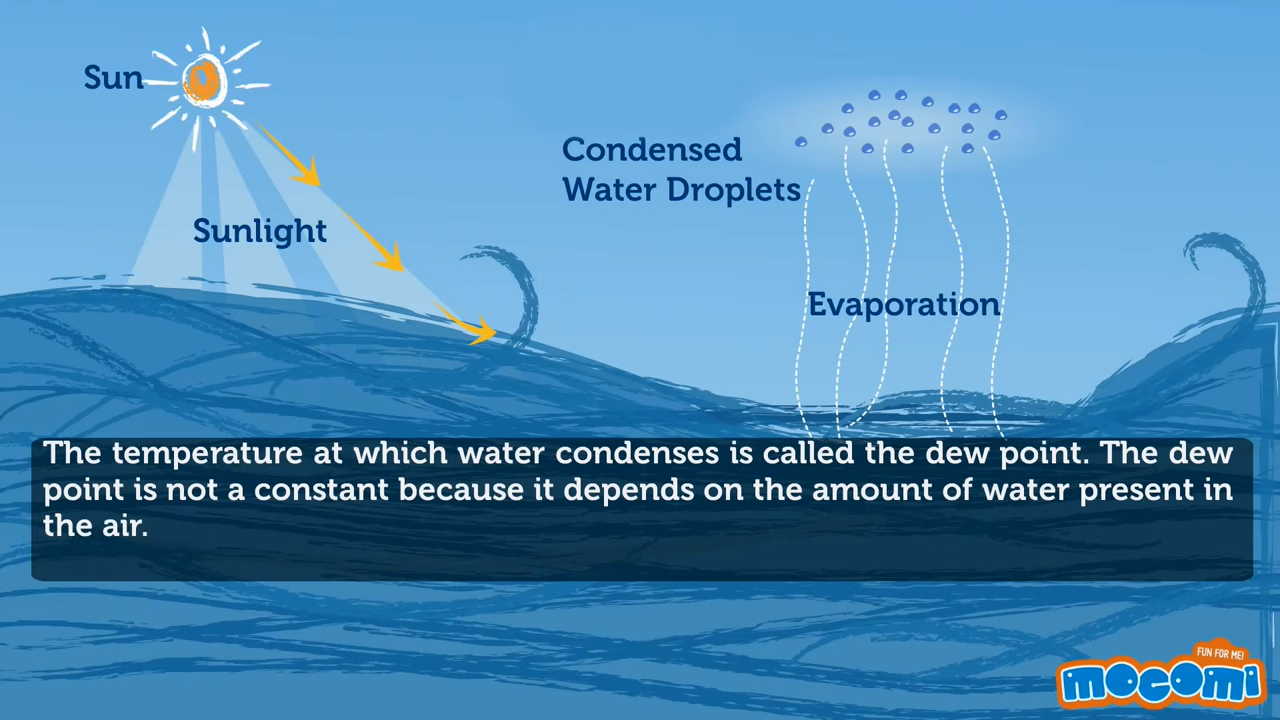 Sun
Sunlight
Condensed
Water Droplets
Evaporation
The temperature at which water condenses is called the dew point. The dew
point is not a constant because it depends on the amount of water present in
the air.
FUN FOR ME!
mocomi